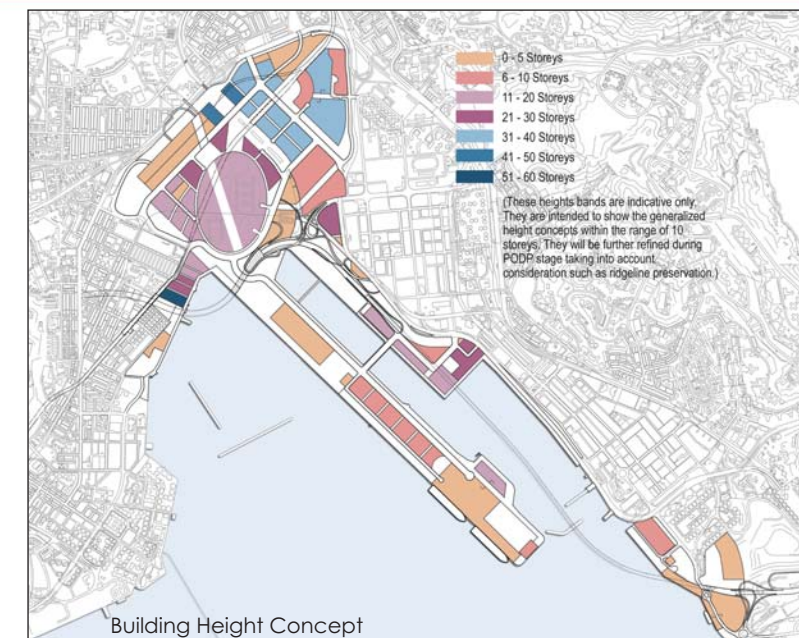 0 - 5 Storeys
6 - 10 Storeys
11 - 20 Storeys
21 - 30 Storeys
31 - 40 Storeys
41 - 50 Storeys
51 - 60 Storeys
(These heights bands are indicative only.
They are intended to show the generalized
height concepts within the range of 10
storeys. They will be further refined during
PODP stage taking into account
consideration such as ridgeline preservation.)
Building Height Concept